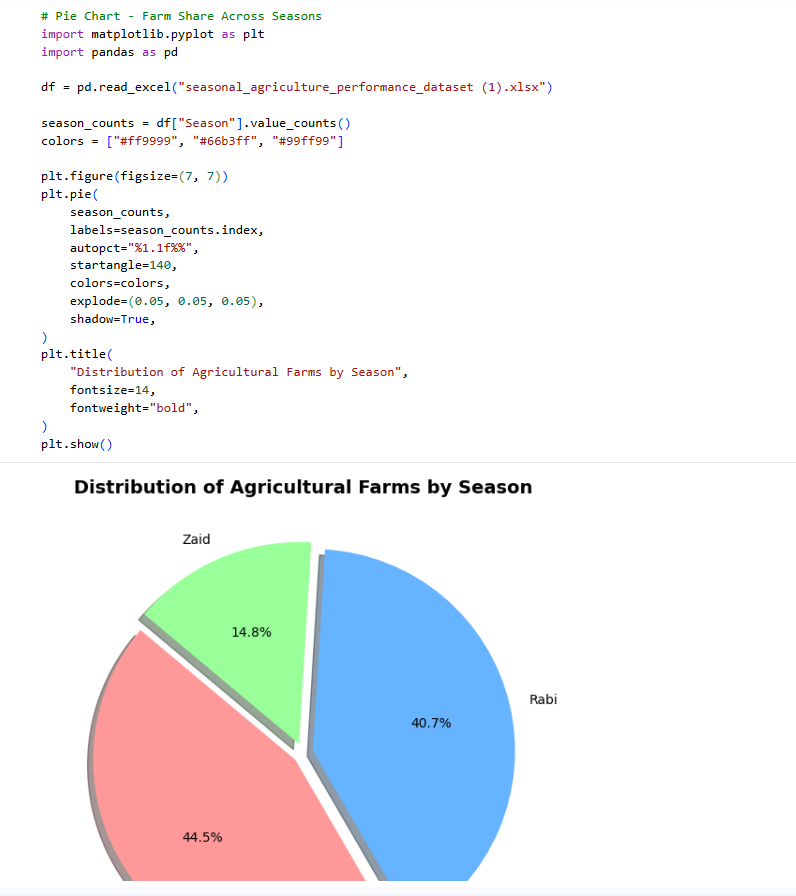 # Pie Chart - Farm Share Across Seasons
import matplotlib.pyplot as plt
import pandas as pd
df = pd.read_excel("seasonal_agriculture_performance_dataset (1).xlsx")
season_counts = df["Season"].value_counts()
colors = ["#ff9999", "#66b3ff", "#99ff99"]
plt.figure(figsize=(7, 7))
plt.pie(
    season_counts,
    labels=season_counts.index,
    autopct="%1.1f%%",
    startangle=140,
    colors=colors,
    explode=(0.05, 0.05, 0.05),
    shadow=True,
)
plt.title(
    "Distribution of Agricultural Farms by Season",
    fontsize=14,
    fontweight="bold",
)
plt.show()
Distribution of Agricultural Farms by Season
Zaid
14.8%
Rabi
40.7%
44.5%